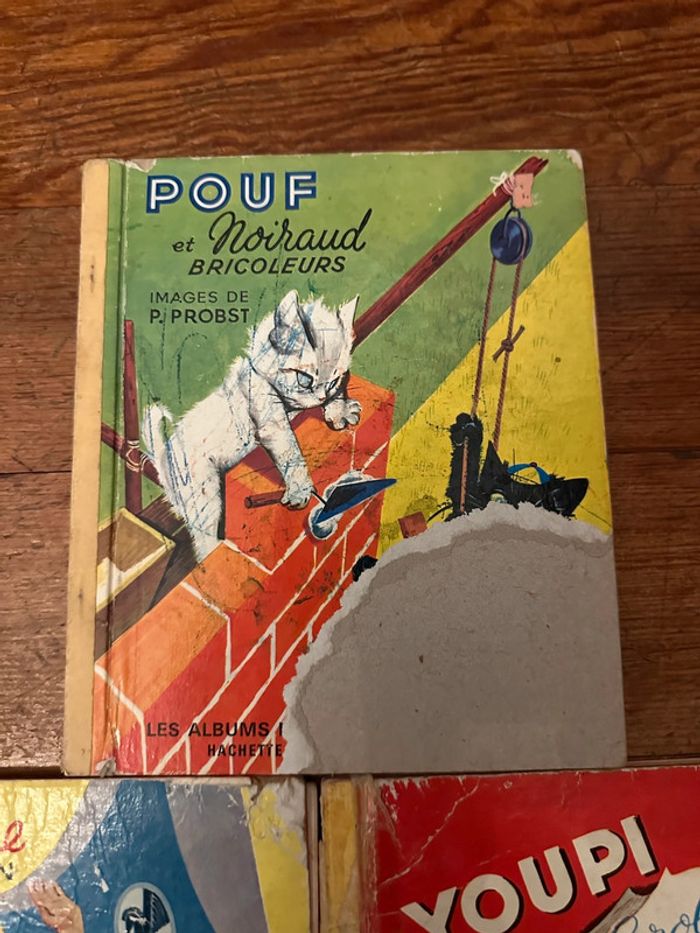 POUF
et Noiraud
BRICOLEURS
IMAGES DE
P. PROBST
LES ALBUMS
HACHETTE
YOUPI